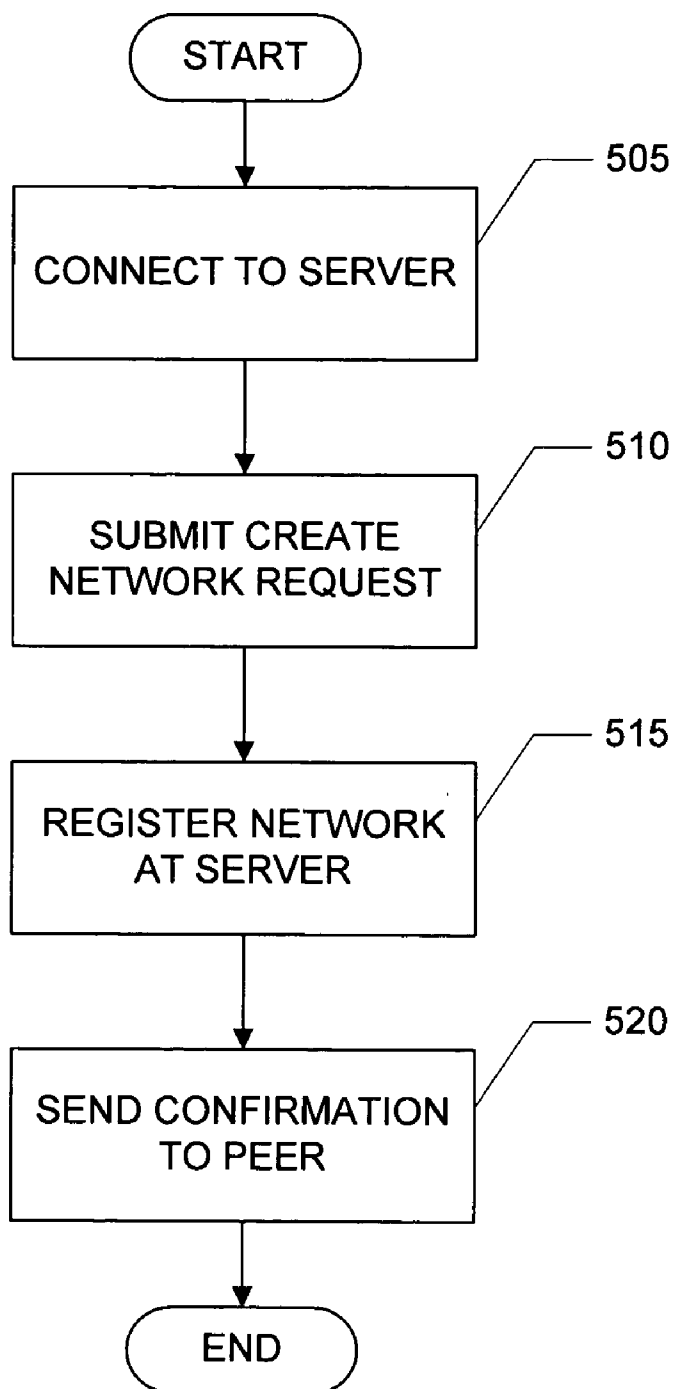 START
505
CONNECT TO SERVER
510
SUBMIT CREATE
NETWORK REQUEST
515
REGISTER NETWORK
AT SERVER
520
SEND CONFIRMATION
TO PEER
END